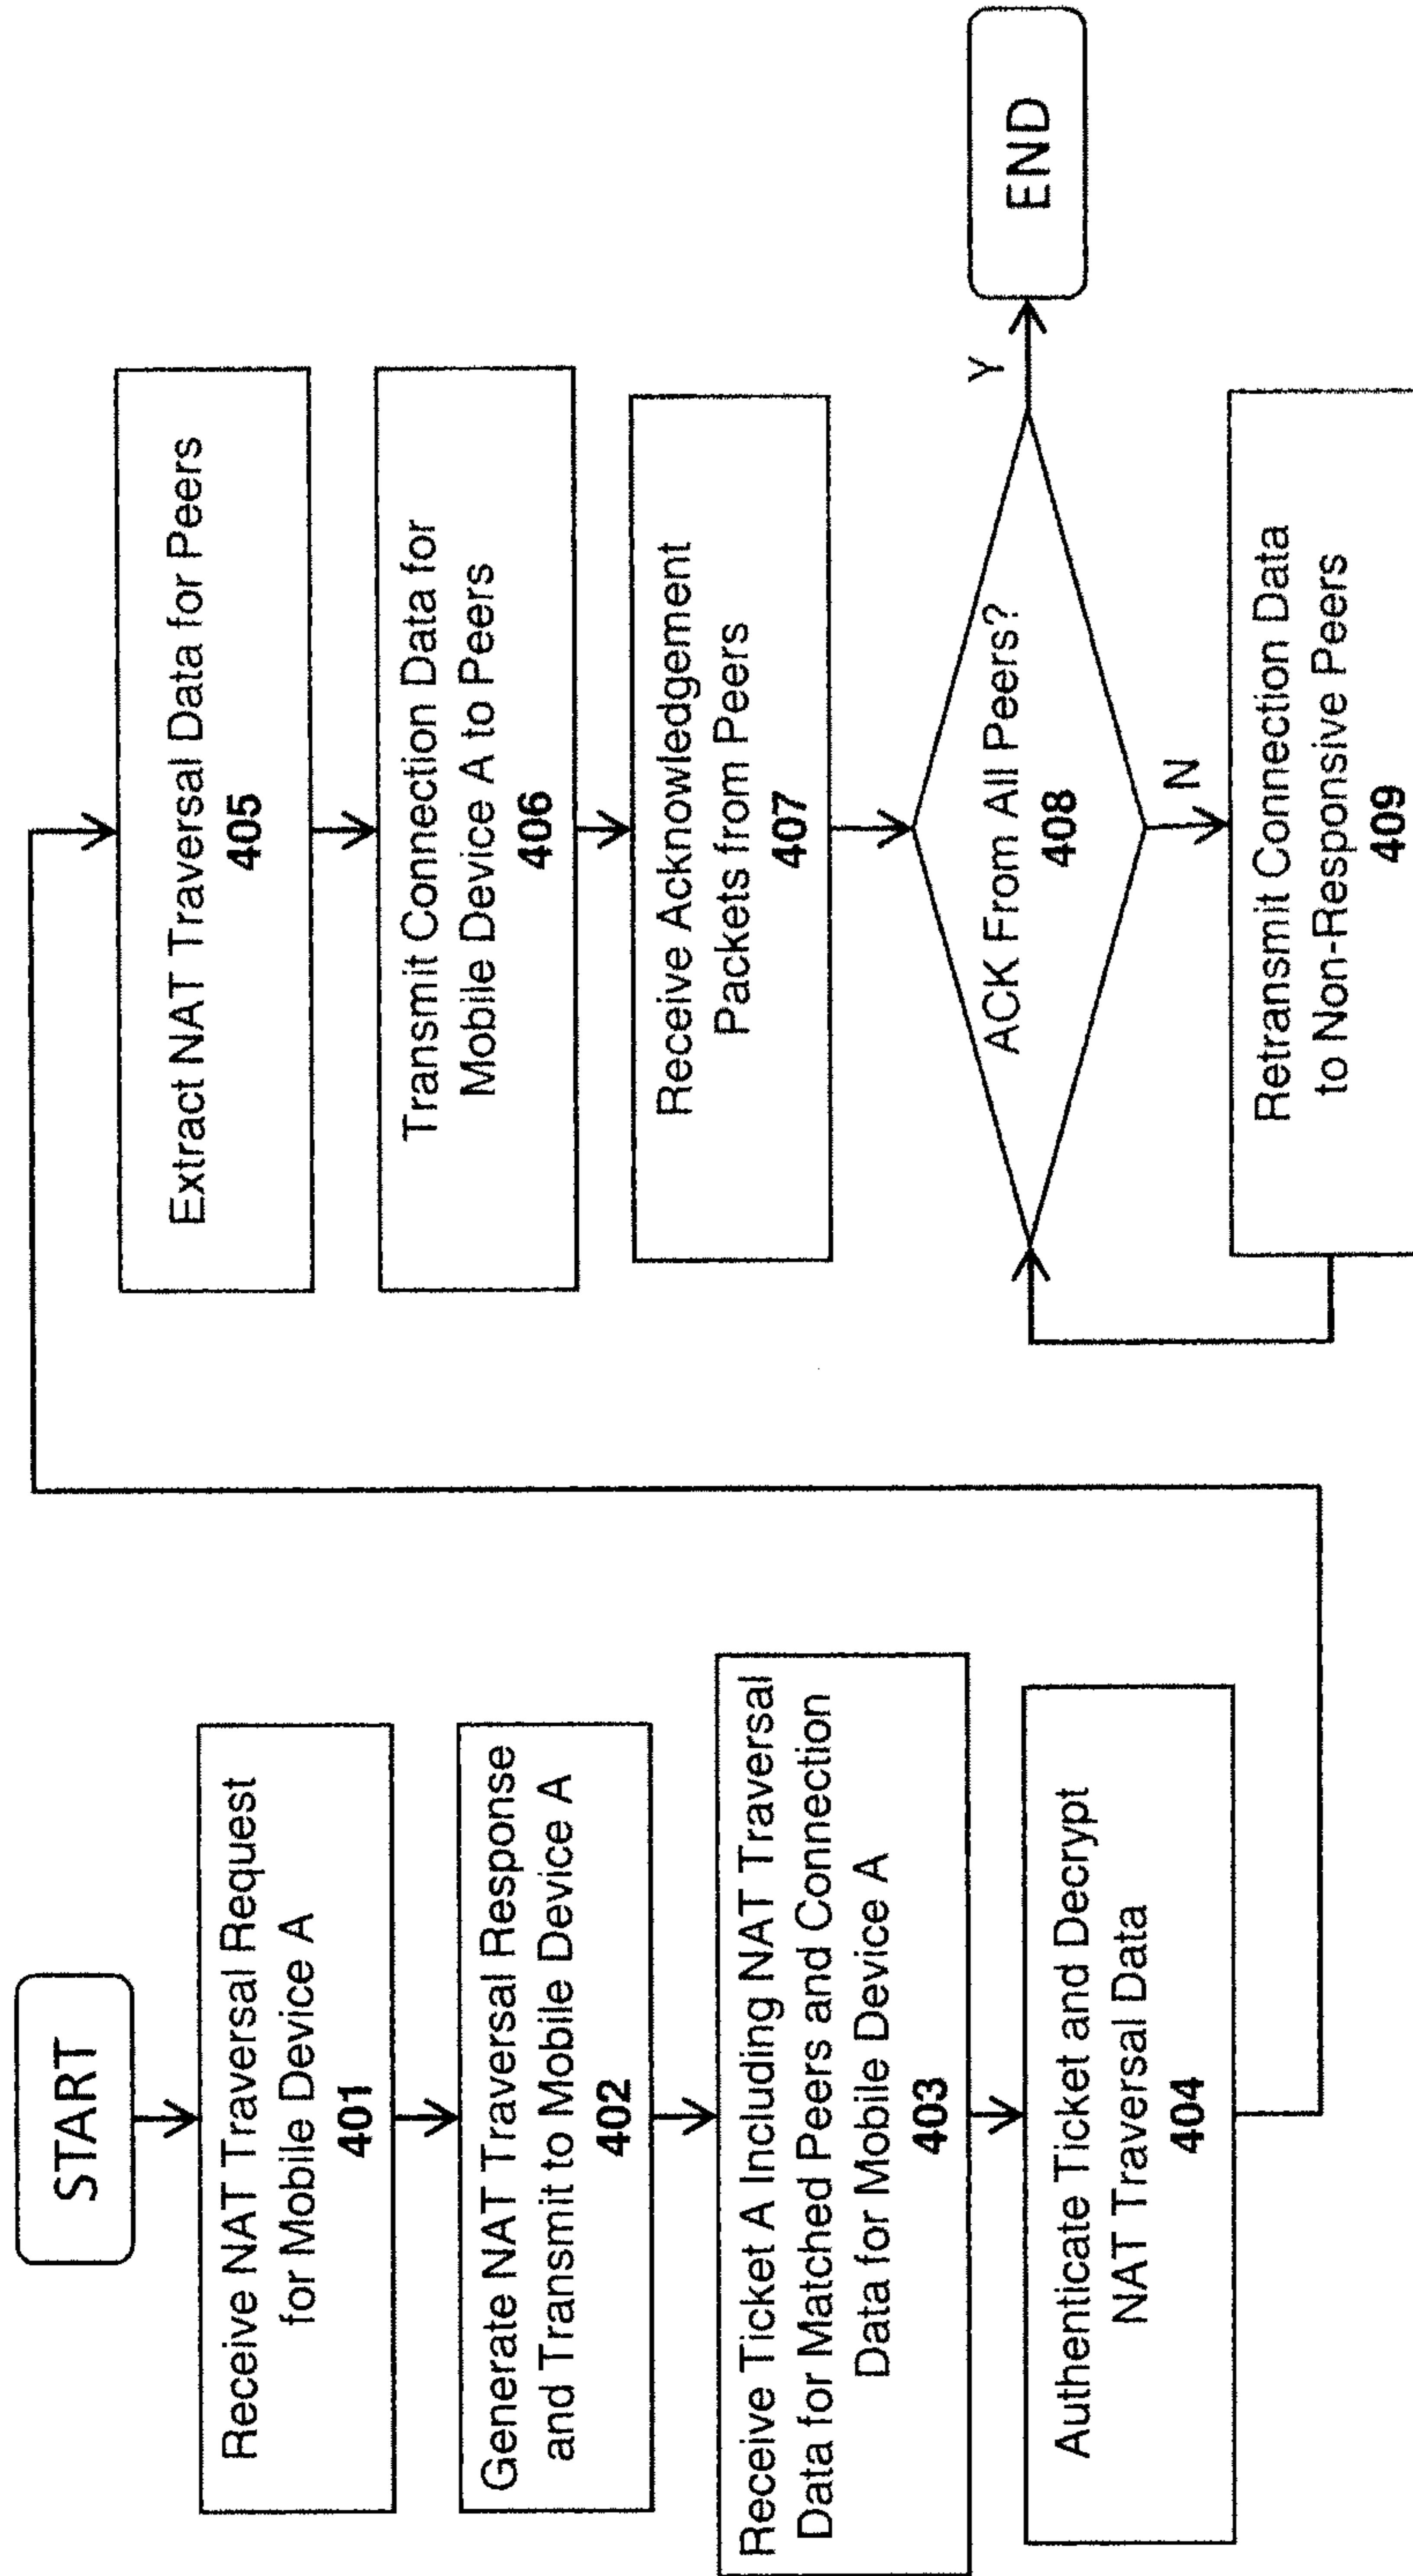 START
Receive NAT Traversal Request
for Mobile Device A
401
Generate NAT Traversal Response
and Transmit to Mobile Device A
402
Receive Ticket A Including NAT Traversal
Data for Matched Peers and Connection
Data for Mobile Device A
403
Authenticate Ticket and Decrypt
NAT Traversal Data
404
Extract NAT Traversal Data for Peers
405
Transmit Connection Data for
Mobile Device A to Peers
406
Receive Acknowledgement
Packets from Peers
407
ACK From All Peers?
408
Y
END
N
Retransmit Connection Data
to Non-Responsive Peers
409